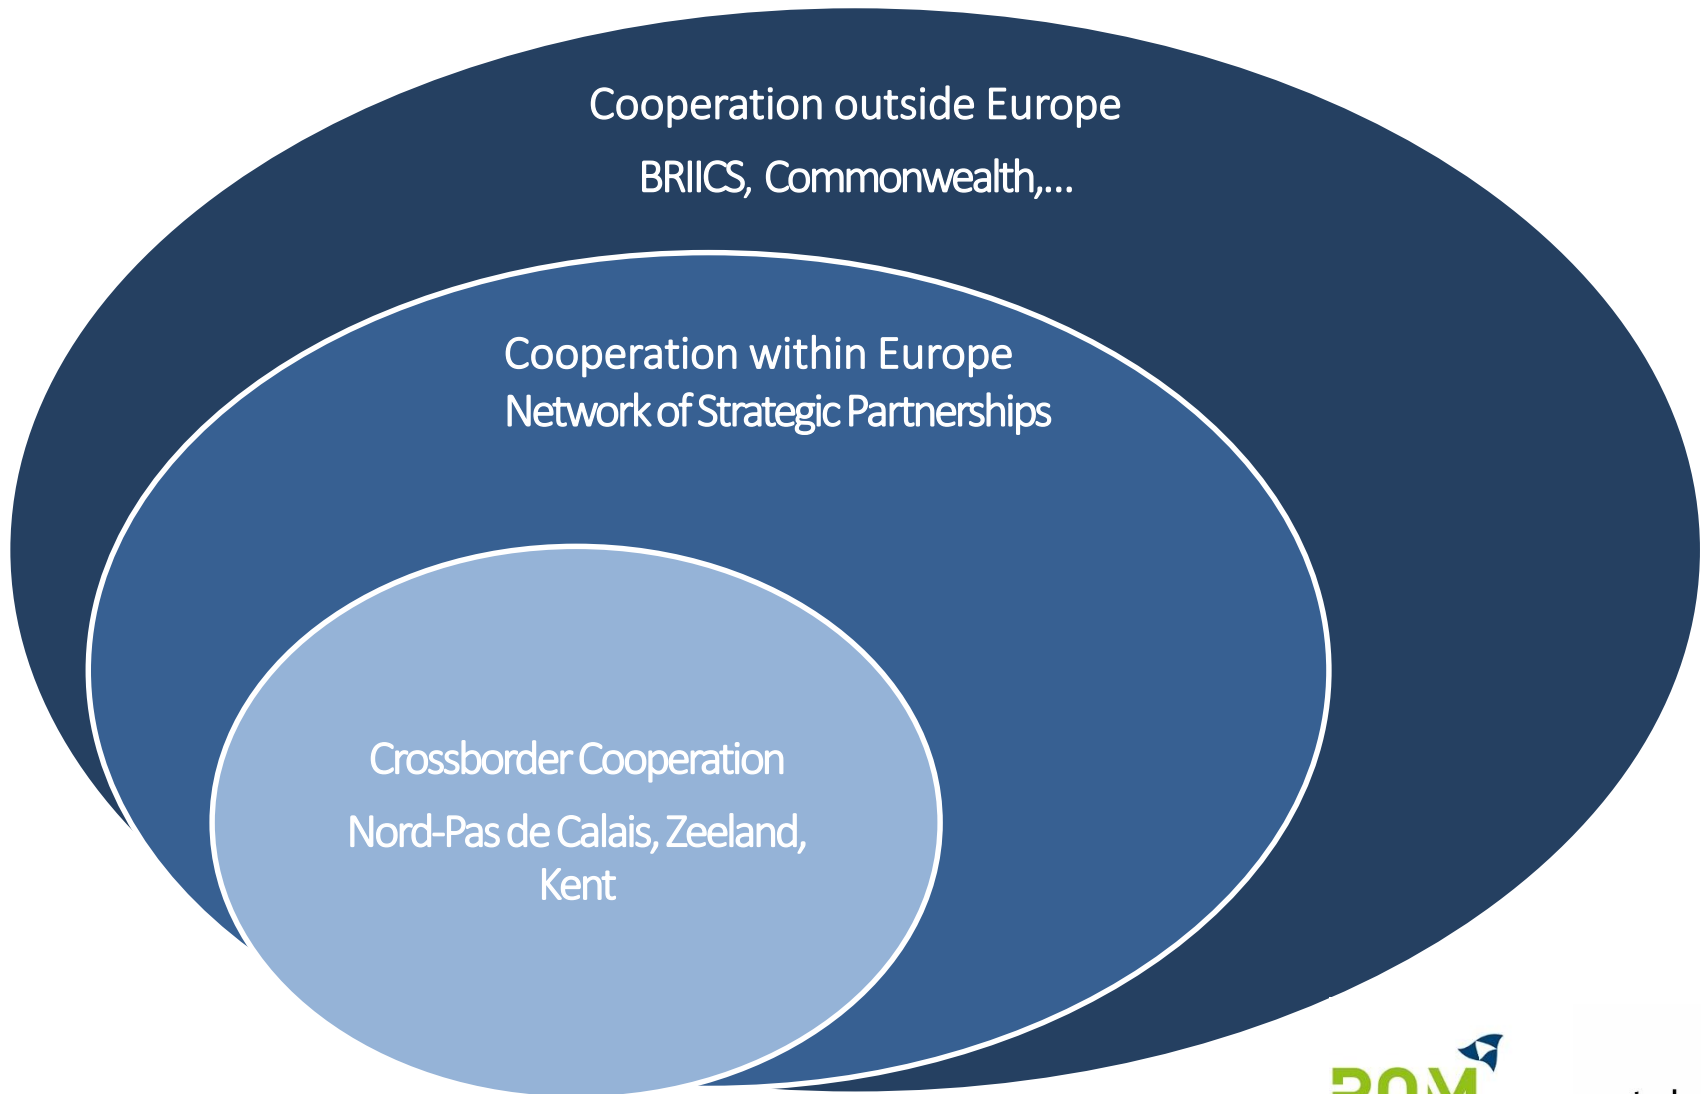 Cooperation outside Europe
BRIICS, Commonwealth,...
Cooperation within Europe
Network of Strategic Partnerships
Crossborder Cooperation
Nord-Pas de Calais, Zeeland,
Kent